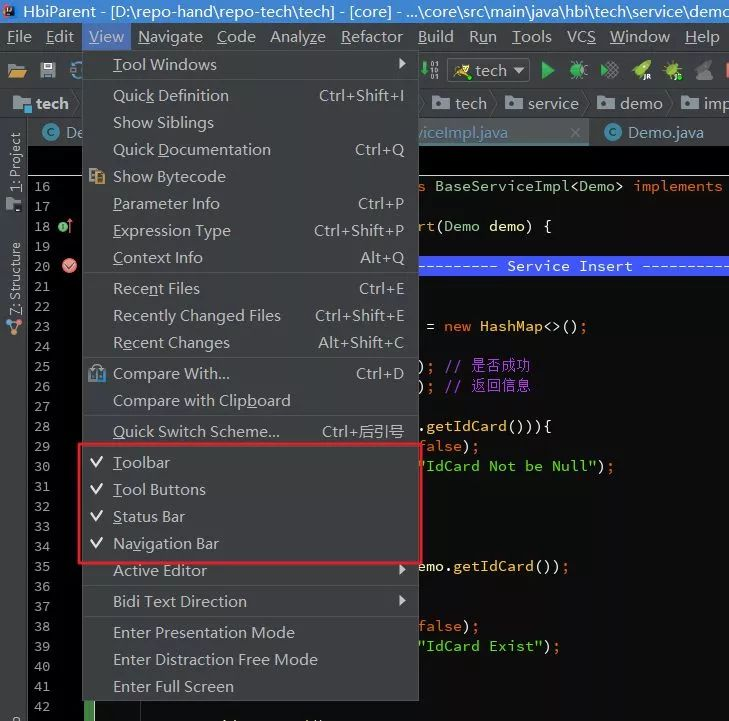 HbiParent - [D:\repo-hand\repo-tech\tech] - [core] - ...\core\src\main\java\hbi\tech\service\demo
File Edit View Navigate Code Analyze Refactor Build Run Tools VCS Window Help
tech
tech tech service demo imp
De viceImpl.java Demo.java
1: Project
Z: Structure
Tool Windows
Quick Definition Ctrl+Shift+I
Show Siblings
Quick Documentation Ctrl+Q
Show Bytecode
Parameter Info Ctrl+P
Expression Type Ctrl+Shift+P
Context Info Alt+Q
Recent Files Ctrl+E
Recently Changed Files Ctrl+Shift+E
Recent Changes Alt+Shift+C
Compare With... Ctrl+D
Compare with Clipboard
Quick Switch Scheme... Ctrl+后引号
Toolbar
Tool Buttons
Status Bar
Navigation Bar
Active Editor
Bidi Text Direction
Enter Presentation Mode
Enter Distraction Free Mode
Enter Full Screen
16 s BaseServiceImpl<Demo> implements
17
18 rt(Demo demo) {
19
20 --------- Service Insert ----------
21
22
23 = new HashMap<>();
24
25 ); // 是否成功
26 ); // 返回信息
27
28 .getIdCard())){
29 false);
30 "IdCard Not be Null");
31
32
33
34
35 emo.getIdCard());
36
37
38 false);
39 "IdCard Exist");
40
41
42